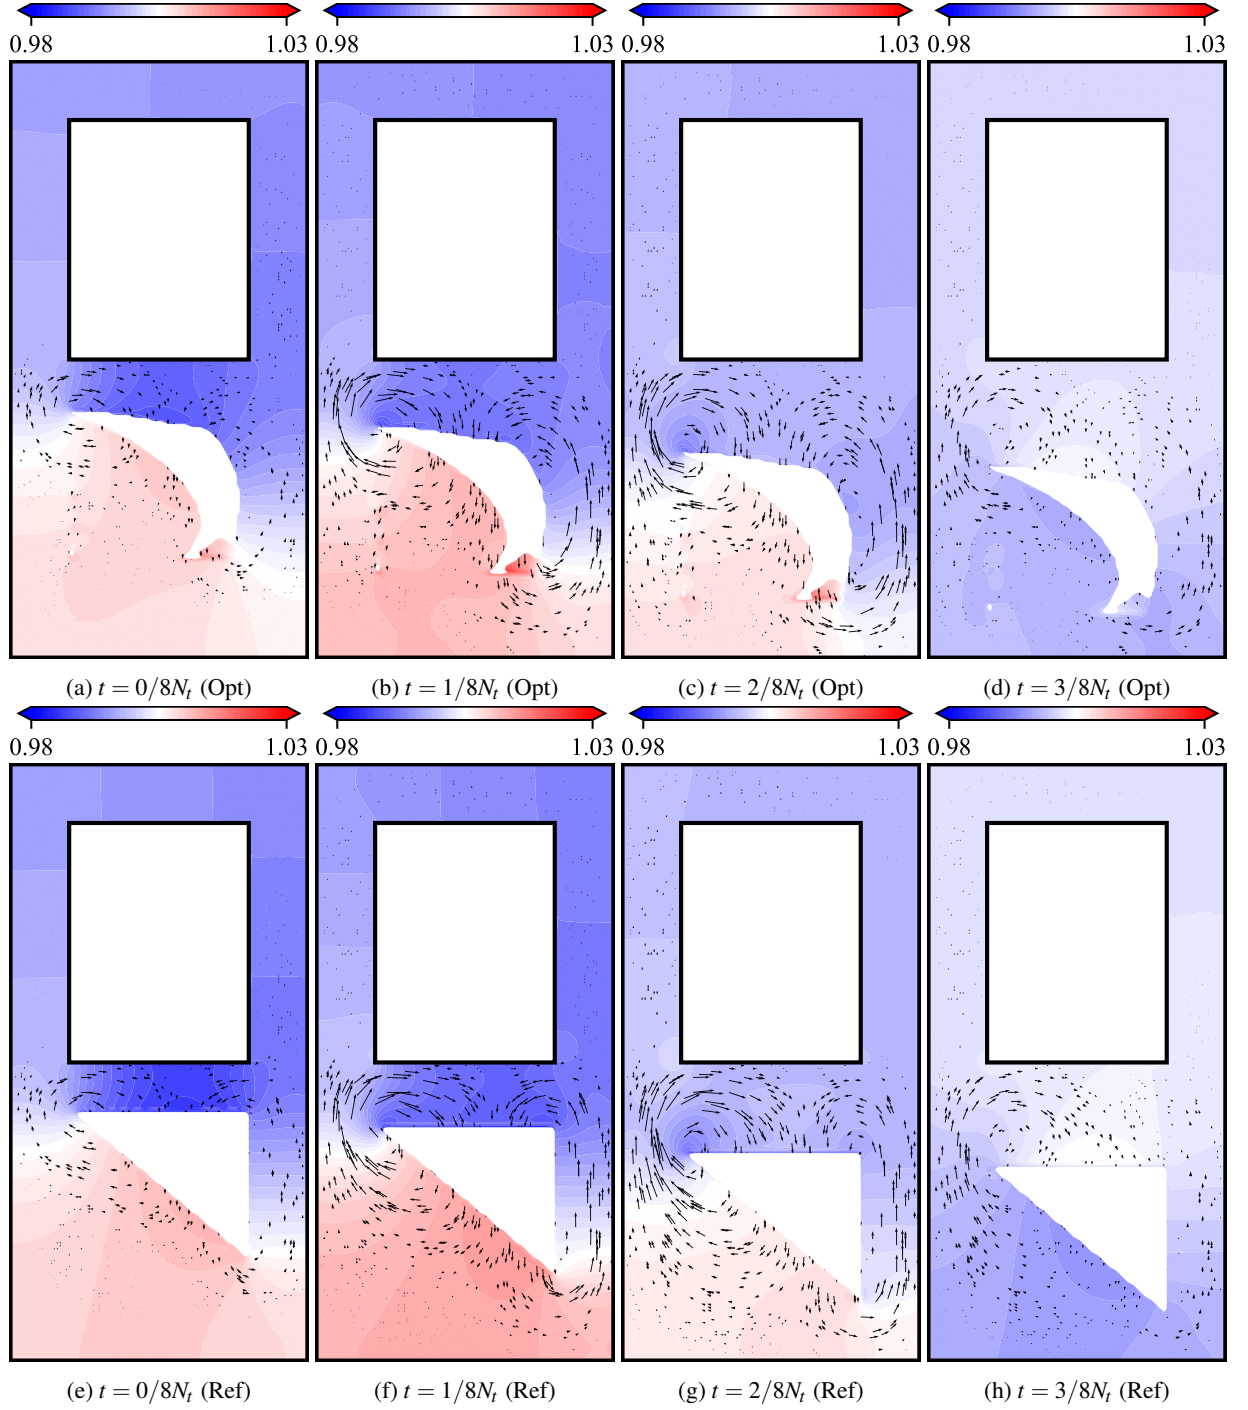 0.98 1.03 0.98 1.03 0.98 1.03 0.98 1.03
(a) t = 0/8N_t (Opt) (b) t = 1/8N_t (Opt) (c) t = 2/8N_t (Opt) (d) t = 3/8N_t (Opt)
0.98 1.03 0.98 1.03 0.98 1.03 0.98 1.03
(e) t = 0/8N_t (Ref) (f) t = 1/8N_t (Ref) (g) t = 2/8N_t (Ref) (h) t = 3/8N_t (Ref)